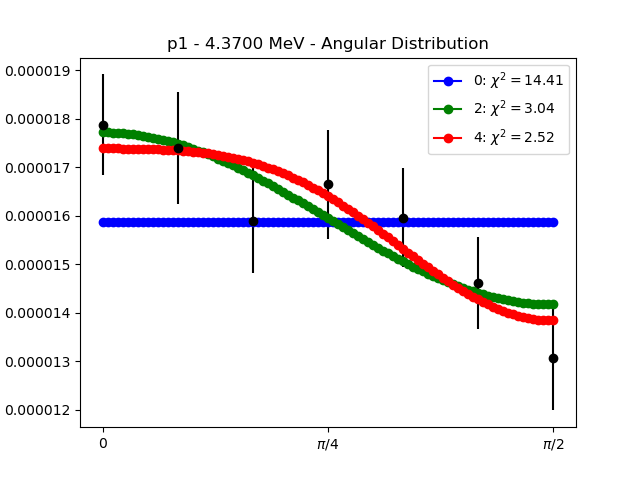 p1 - 4.3700 MeV - Angular Distribution
0.000019
0.000018
0.000017
0.000016
0.000015
0.000014
0.000013
0.000012
0: χ² = 14.41
2: χ² = 3.04
4: χ² = 2.52
0
π/4
π/2